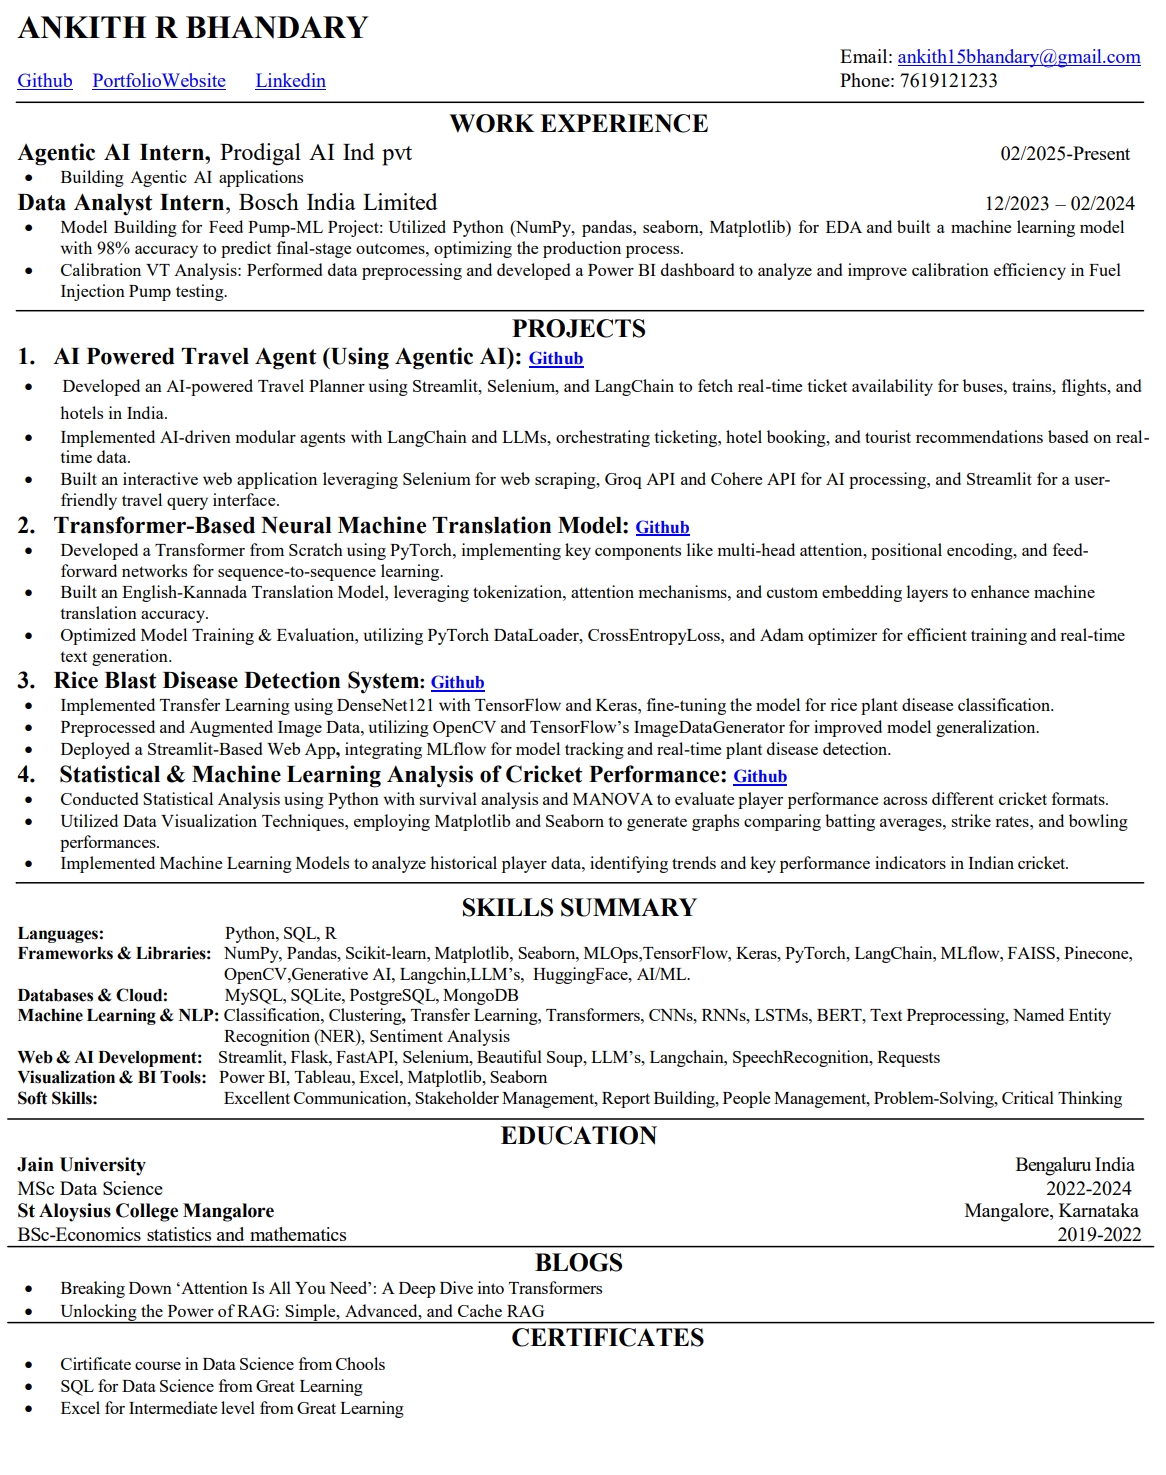 ANKITH R BHANDARY
Email: ankith15bhandary@gmail.com
Github PortfolioWebsite Linkedin Phone: 7619121233
WORK EXPERIENCE
Agentic AI Intern, Prodigal AI Ind pvt 02/2025-Present
• Building Agentic AI applications
Data Analyst Intern, Bosch India Limited 12/2023 – 02/2024
• Model Building for Feed Pump-ML Project: Utilized Python (NumPy, pandas, seaborn, Matplotlib) for EDA and built a machine learning model
with 98% accuracy to predict final-stage outcomes, optimizing the production process.
• Calibration VT Analysis: Performed data preprocessing and developed a Power BI dashboard to analyze and improve calibration efficiency in Fuel
Injection Pump testing.
PROJECTS
1. AI Powered Travel Agent (Using Agentic AI): Github
• Developed an AI-powered Travel Planner using Streamlit, Selenium, and LangChain to fetch real-time ticket availability for buses, trains, flights, and
hotels in India.
• Implemented AI-driven modular agents with LangChain and LLMs, orchestrating ticketing, hotel booking, and tourist recommendations based on real-
time data.
• Built an interactive web application leveraging Selenium for web scraping, Groq API and Cohere API for AI processing, and Streamlit for a user-
friendly travel query interface.
2. Transformer-Based Neural Machine Translation Model: Github
• Developed a Transformer from Scratch using PyTorch, implementing key components like multi-head attention, positional encoding, and feed-
forward networks for sequence-to-sequence learning.
• Built an English-Kannada Translation Model, leveraging tokenization, attention mechanisms, and custom embedding layers to enhance machine
translation accuracy.
• Optimized Model Training & Evaluation, utilizing PyTorch DataLoader, CrossEntropyLoss, and Adam optimizer for efficient training and real-time
text generation.
3. Rice Blast Disease Detection System: Github
• Implemented Transfer Learning using DenseNet121 with TensorFlow and Keras, fine-tuning the model for rice plant disease classification.
• Preprocessed and Augmented Image Data, utilizing OpenCV and TensorFlow’s ImageDataGenerator for improved model generalization.
• Deployed a Streamlit-Based Web App, integrating MLflow for model tracking and real-time plant disease detection.
4. Statistical & Machine Learning Analysis of Cricket Performance: Github
• Conducted Statistical Analysis using Python with survival analysis and MANOVA to evaluate player performance across different cricket formats.
• Utilized Data Visualization Techniques, employing Matplotlib and Seaborn to generate graphs comparing batting averages, strike rates, and bowling
performances.
• Implemented Machine Learning Models to analyze historical player data, identifying trends and key performance indicators in Indian cricket.
SKILLS SUMMARY
Languages: Python, SQL, R
Frameworks & Libraries: NumPy, Pandas, Scikit-learn, Matplotlib, Seaborn, MLOps,TensorFlow, Keras, PyTorch, LangChain, MLflow, FAISS, Pinecone,
OpenCV,Generative AI, Langchin,LLM’s, HuggingFace, AI/ML.
Databases & Cloud: MySQL, SQLite, PostgreSQL, MongoDB
Machine Learning & NLP: Classification, Clustering, Transfer Learning, Transformers, CNNs, RNNs, LSTMs, BERT, Text Preprocessing, Named Entity
Recognition (NER), Sentiment Analysis
Web & AI Development: Streamlit, Flask, FastAPI, Selenium, Beautiful Soup, LLM’s, Langchain, SpeechRecognition, Requests
Visualization & BI Tools: Power BI, Tableau, Excel, Matplotlib, Seaborn
Soft Skills: Excellent Communication, Stakeholder Management, Report Building, People Management, Problem-Solving, Critical Thinking
EDUCATION
Jain University Bengaluru India
MSc Data Science 2022-2024
St Aloysius College Mangalore Mangalore, Karnataka
BSc-Economics statistics and mathematics 2019-2022
BLOGS
• Breaking Down ‘Attention Is All You Need’: A Deep Dive into Transformers
• Unlocking the Power of RAG: Simple, Advanced, and Cache RAG
CERTIFICATES
• Cirtificate course in Data Science from Chools
• SQL for Data Science from Great Learning
• Excel for Intermediate level from Great Learning